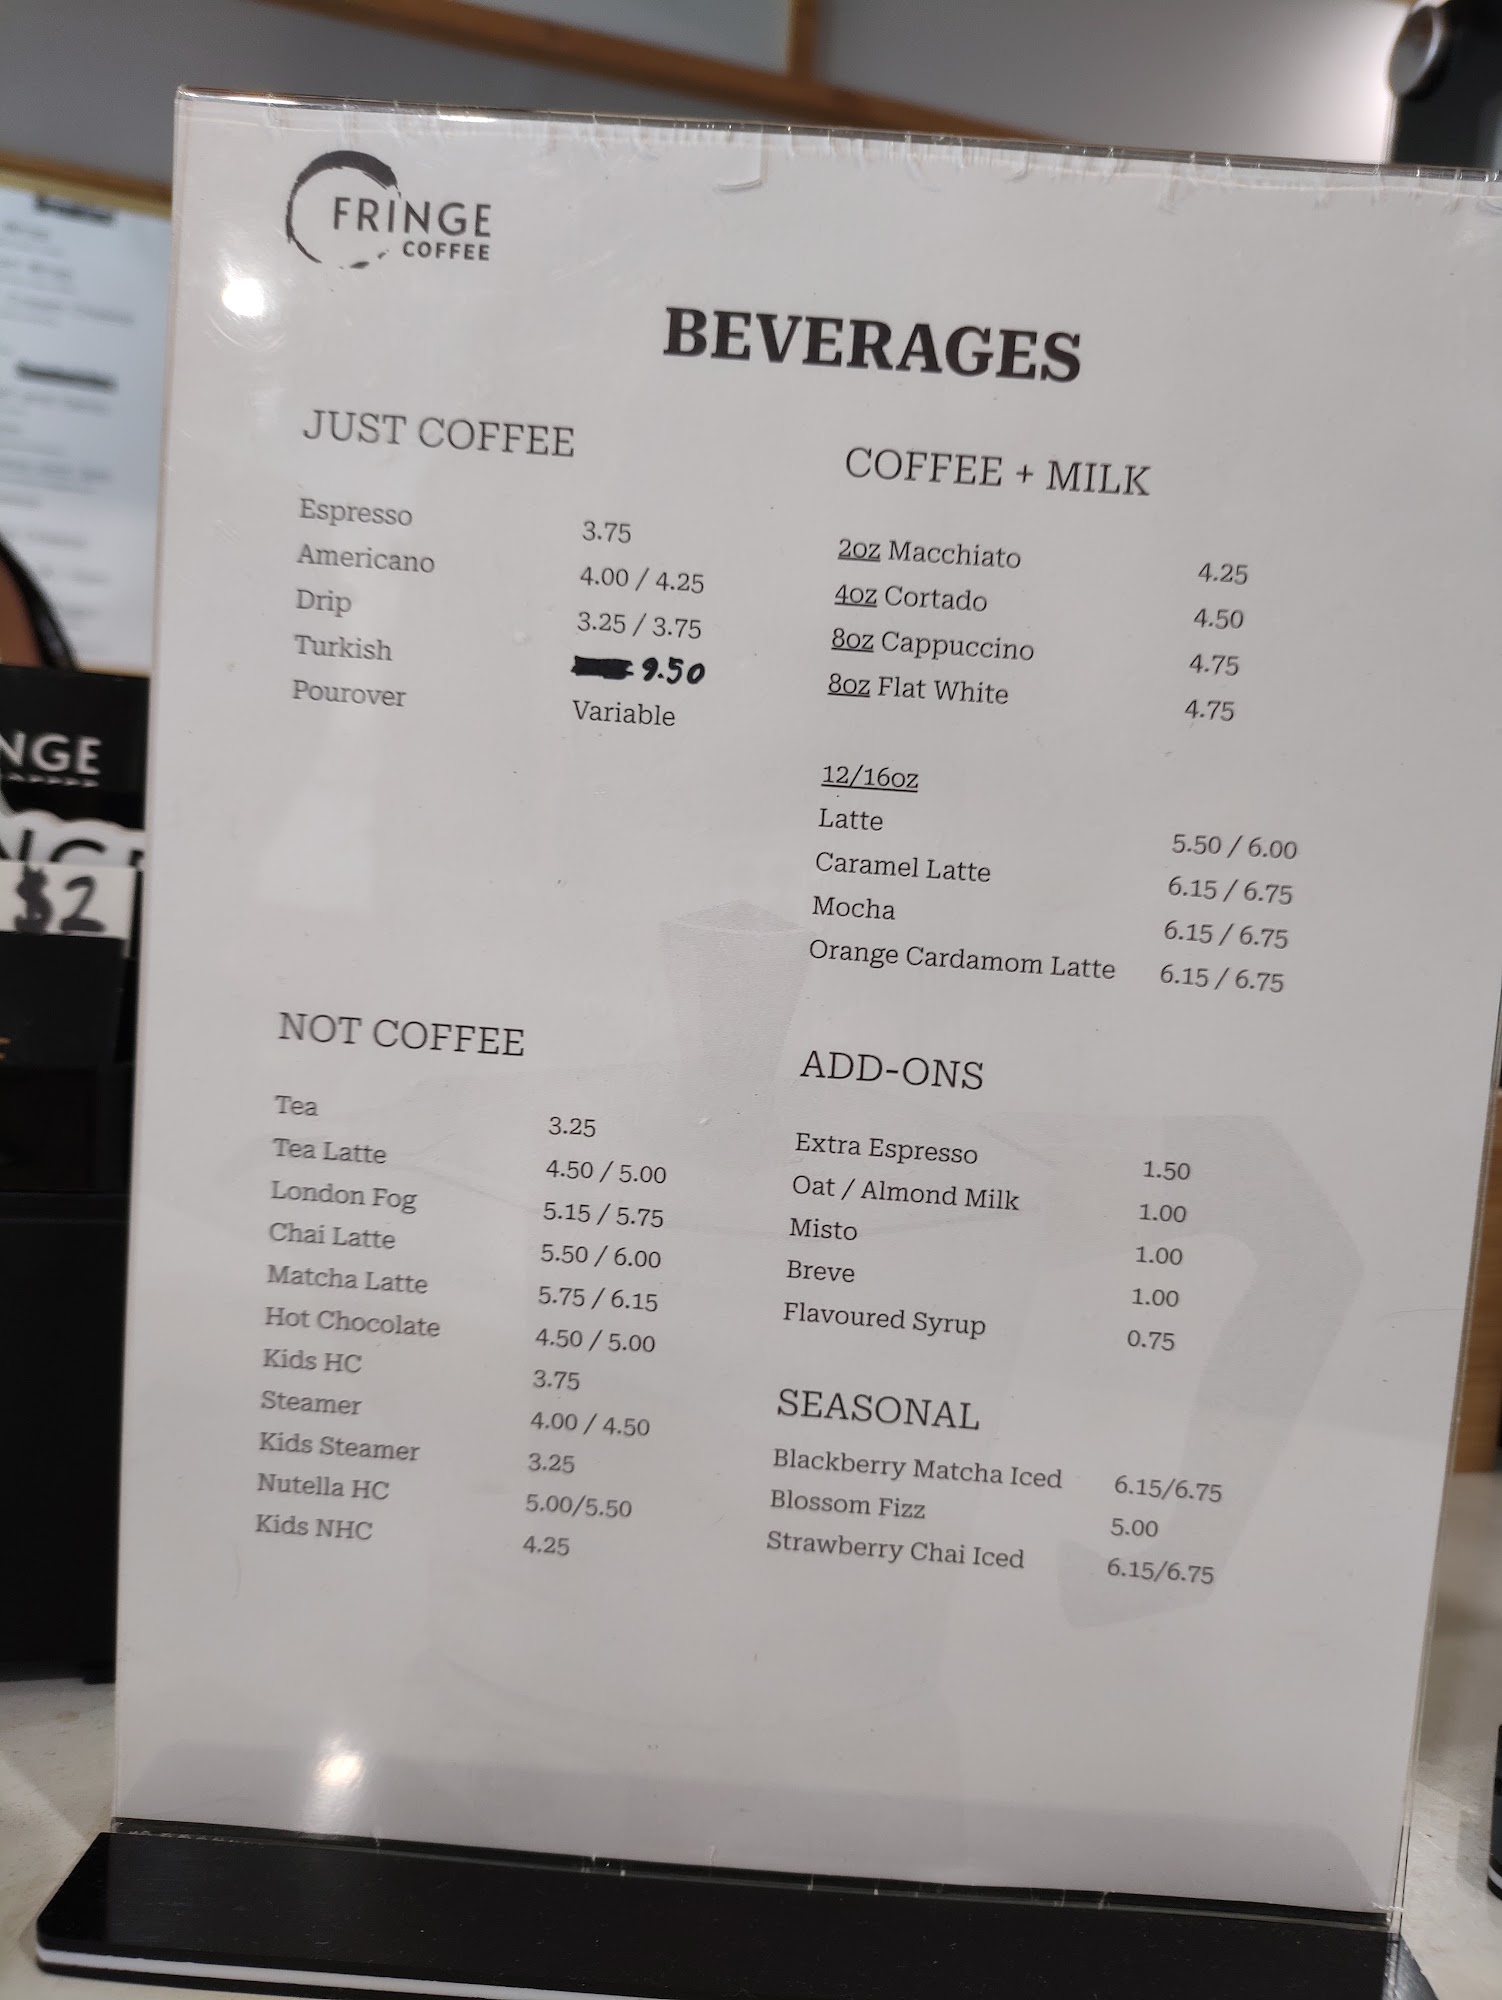 FRINGE
COFFEE
BEVERAGES
JUST COFFEE
Espresso 3.75
Americano 4.00 / 4.25
Drip 3.25 / 3.75
Turkish 9.50
Pourover Variable
COFFEE + MILK
2oz Macchiato 4.25
4oz Cortado 4.50
8oz Cappuccino 4.75
8oz Flat White 4.75
12/16oz
Latte 5.50 / 6.00
Caramel Latte 6.15 / 6.75
Mocha 6.15 / 6.75
Orange Cardamom Latte 6.15 / 6.75
NOT COFFEE
Tea 3.25
Tea Latte 4.50 / 5.00
London Fog 5.15 / 5.75
Chai Latte 5.50 / 6.00
Matcha Latte 5.75 / 6.15
Hot Chocolate 4.50 / 5.00
Kids HC 3.75
Steamer 4.00 / 4.50
Kids Steamer 3.25
Nutella HC 5.00/5.50
Kids NHC 4.25
ADD-ONS
Extra Espresso 1.50
Oat / Almond Milk 1.00
Misto 1.00
Breve 1.00
Flavoured Syrup 0.75
SEASONAL
Blackberry Matcha Iced 6.15/6.75
Blossom Fizz 5.00
Strawberry Chai Iced 6.15/6.75
NGE
$2